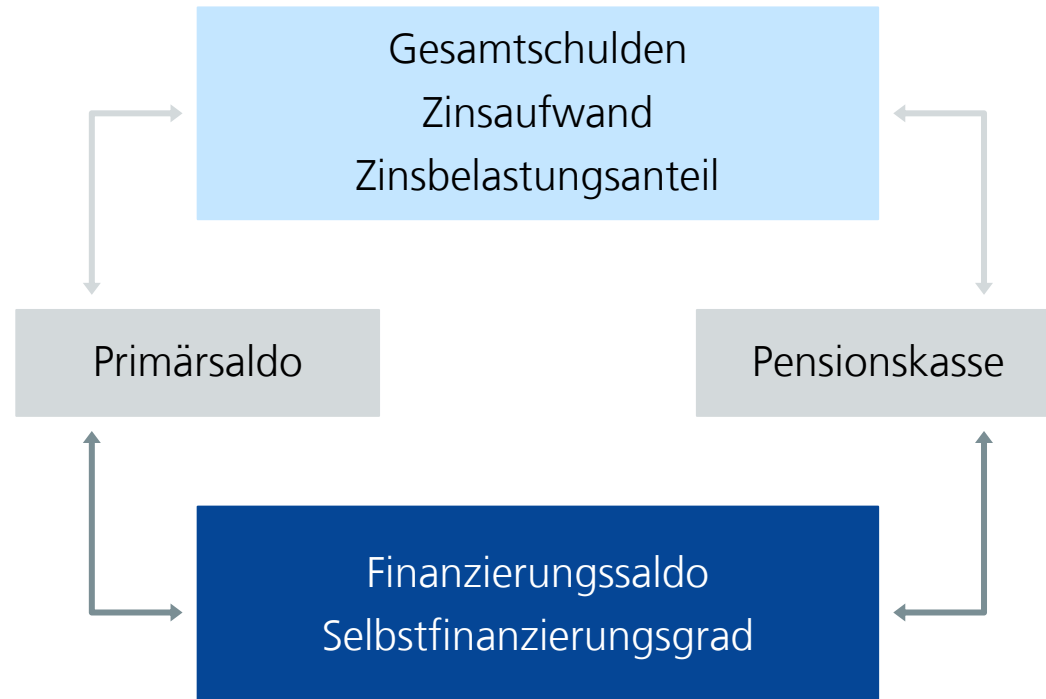 Gesamtschulden
Zinsaufwand
Zinsbelastungsanteil
Primärsaldo
Pensionskasse
Finanzierungssaldo
Selbstfinanzierungsgrad